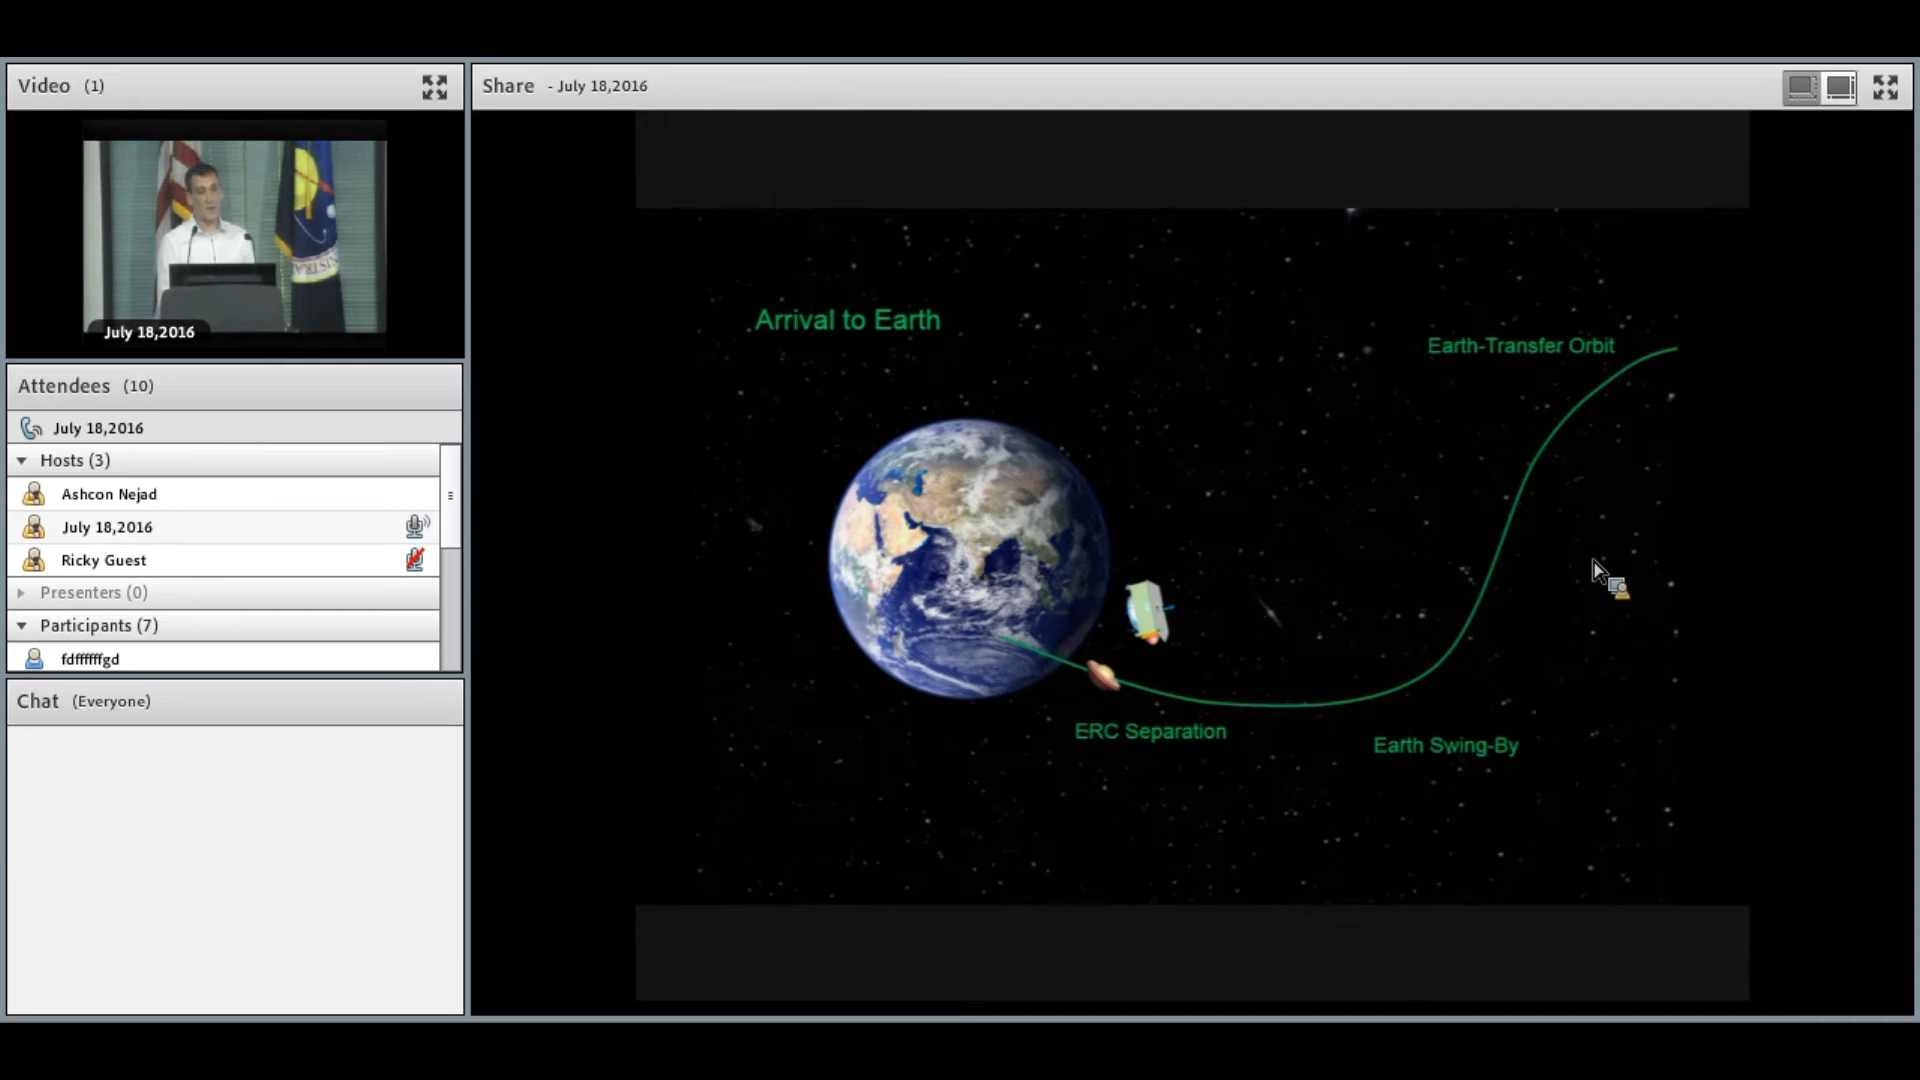 Video (1)
July 18,2016
Attendees (10)
July 18,2016
Hosts (3)
Ashcon Nejad
July 18,2016
Ricky Guest
Presenters (0)
Participants (7)
fdffffffgd
Chat (Everyone)
Share - July 18,2016
Arrival to Earth
Earth-Transfer Orbit
ERC Separation
Earth Swing-By